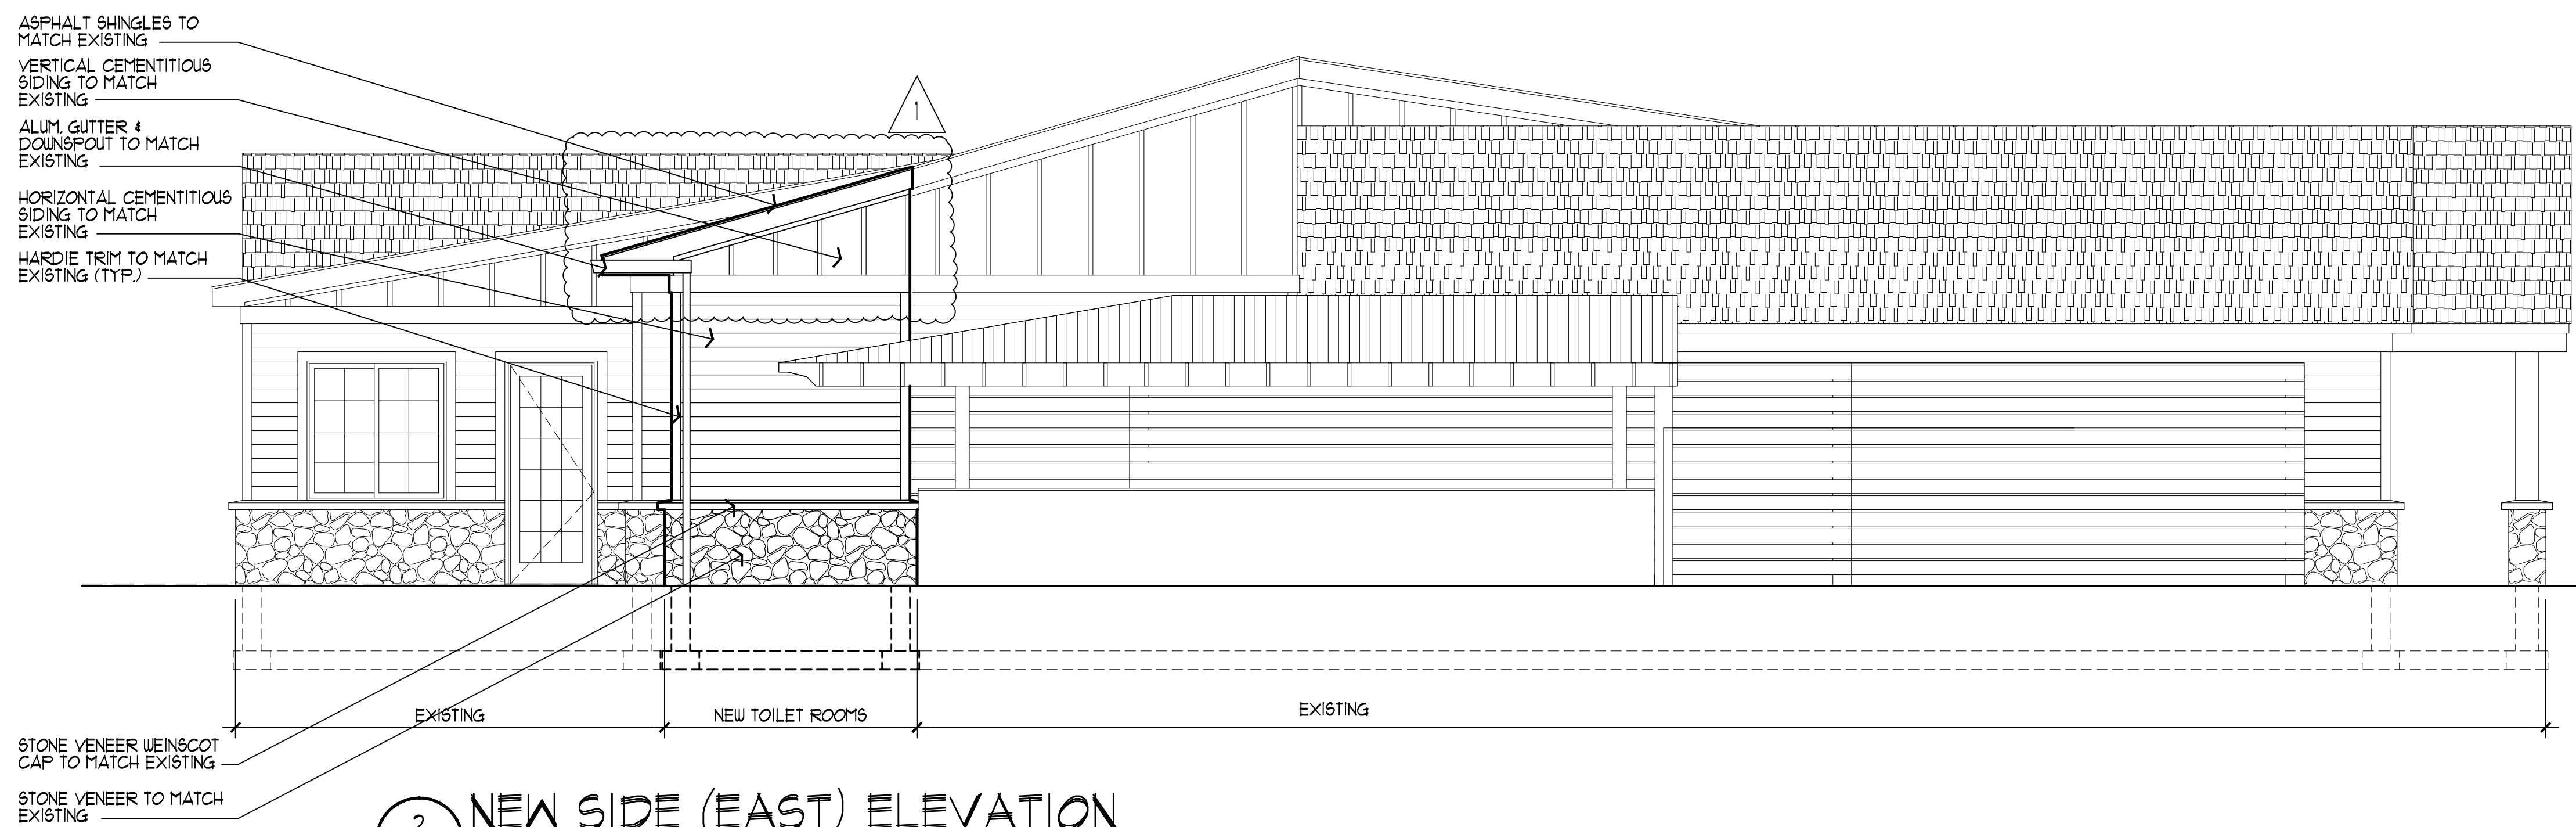 ASPHALT SHINGLES TO
MATCH EXISTING
VERTICAL CEMENTITIOUS
SIDING TO MATCH
EXISTING
ALUM. GUTTER &
DOWNSPOUT TO MATCH
EXISTING
HORIZONTAL CEMENTITIOUS
SIDING TO MATCH
EXISTING
HARDIE TRIM TO MATCH
EXISTING (TYP.)
1
EXISTING
NEW TOILET ROOMS
EXISTING
STONE VENEER WEINSCOT
CAP TO MATCH EXISTING
STONE VENEER TO MATCH
EXISTING
2
NEW SIDE (EAST) ELEVATION